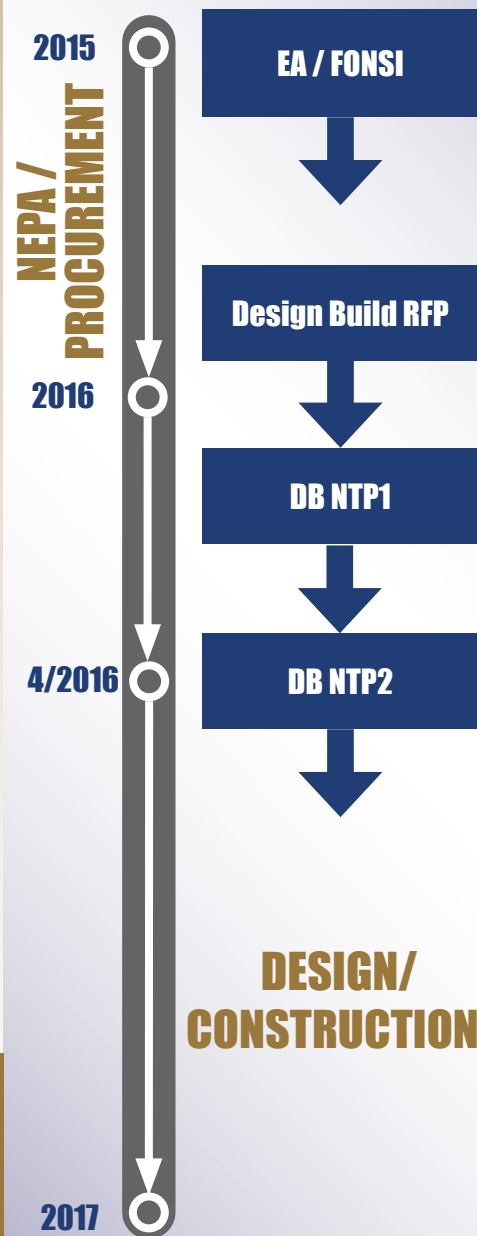 2015
EA / FONSI
NEPA /
PROCUREMENT
Design Build RFP
2016
DB NTP1
4/2016
DB NTP2
DESIGN/
CONSTRUCTION
2017